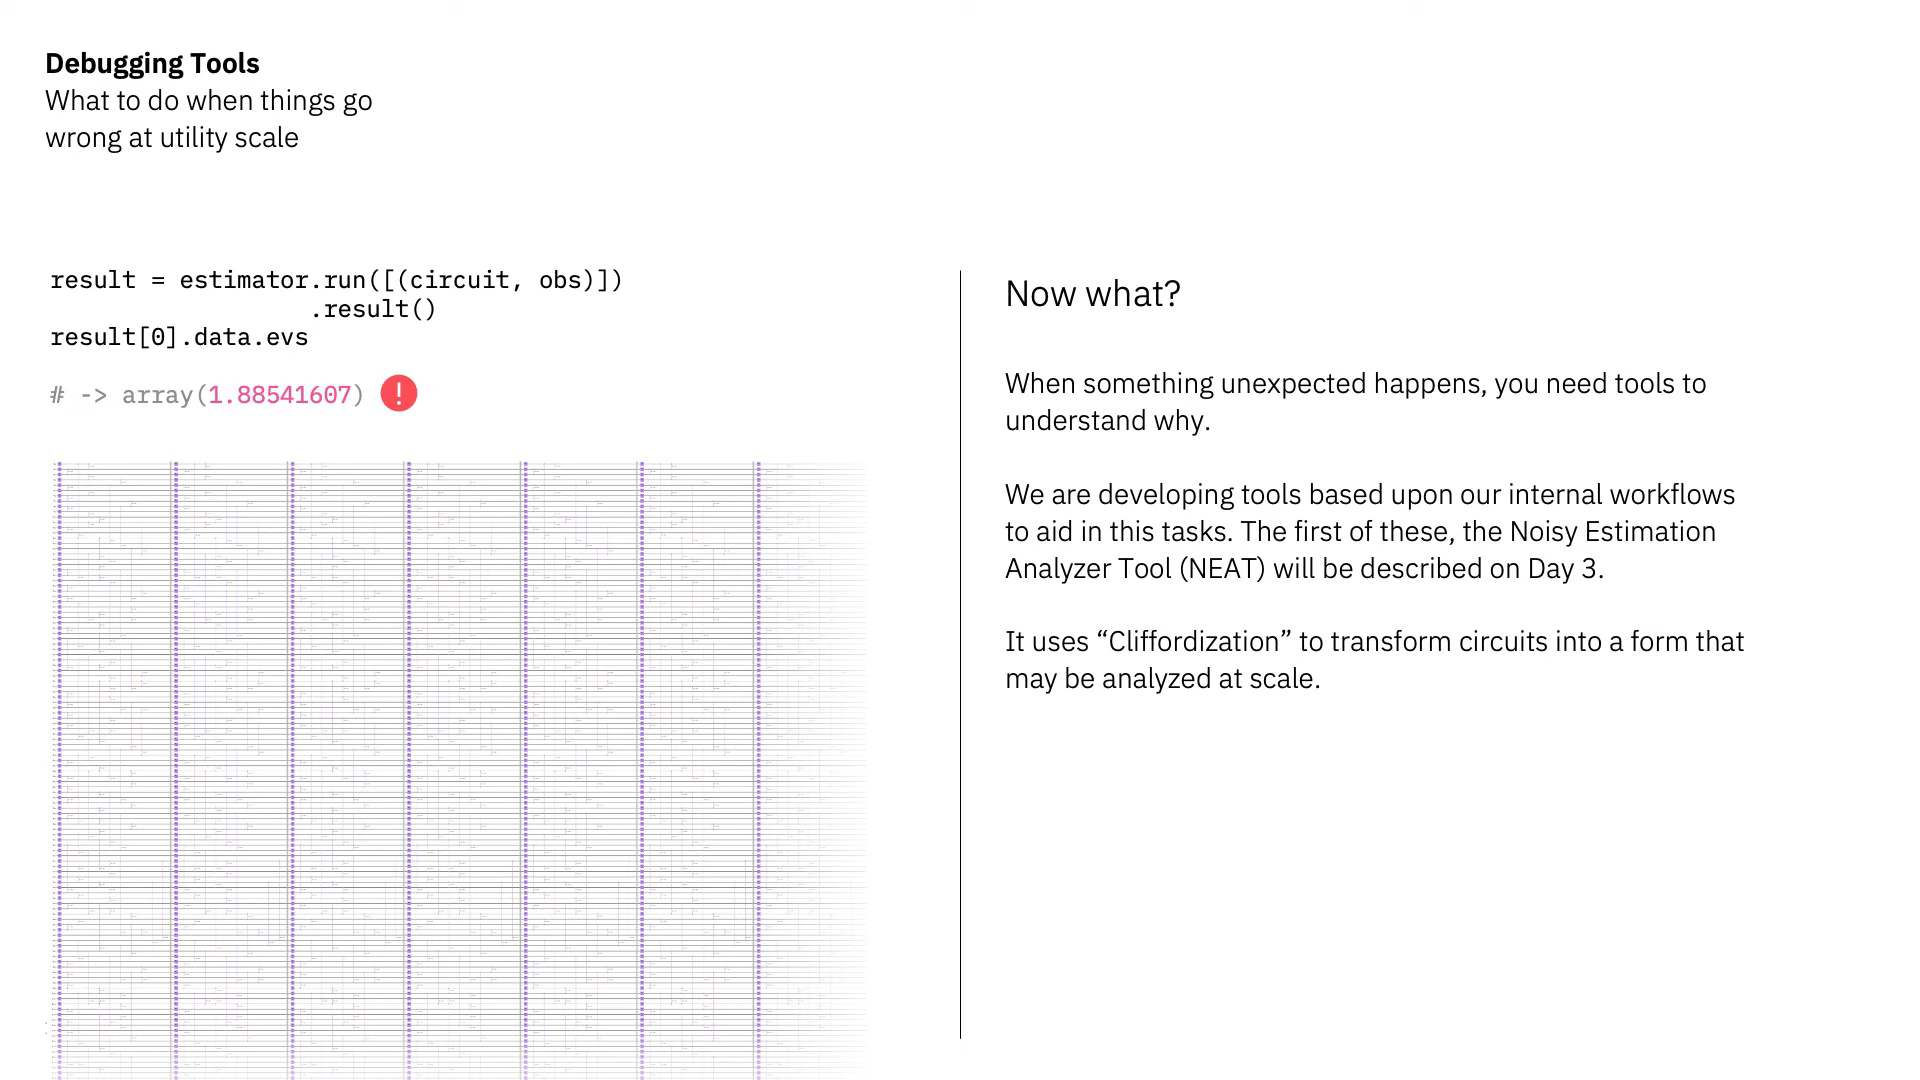 Debugging Tools
What to do when things go
wrong at utility scale
result = estimator.run([(circuit, obs)])
.result()
result[0].data.evs
# -> array(1.88541607)
!
Now what?
When something unexpected happens, you need tools to
understand why.
We are developing tools based upon our internal workflows
to aid in this tasks. The first of these, the Noisy Estimation
Analyzer Tool (NEAT) will be described on Day 3.
It uses “Cliffordization” to transform circuits into a form that
may be analyzed at scale.